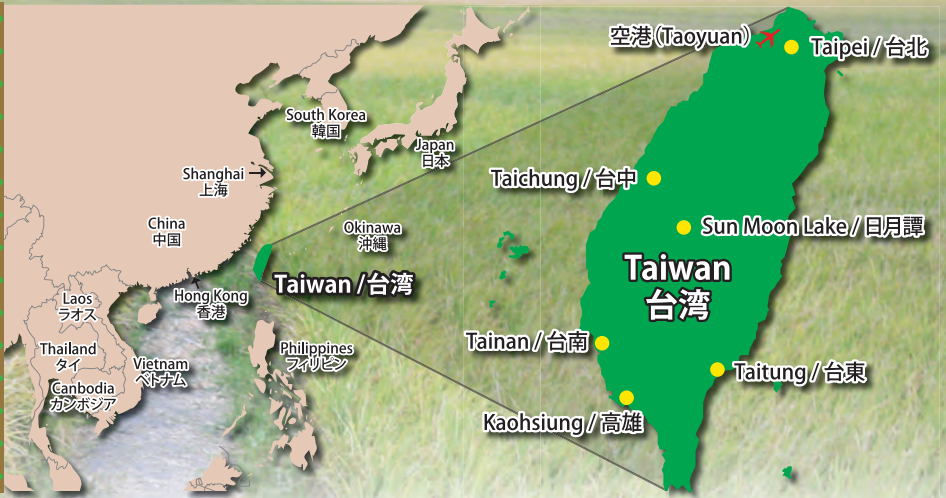 空港（Taoyuan）
Taipei / 台北
South Korea
韓国
Japan
日本
Shanghai
上海
Taichung / 台中
China
中国
Okinawa
沖縄
Sun Moon Lake / 日月譚
Taiwan /台湾
Taiwan
台湾
Hong Kong
香港
Laos
ラオス
Thailand
タイ
Vietnam
ベトナム
Philippines
フィリピン
Tainan / 台南
Taitung / 台東
Canbodia
カンボジア
Kaohsiung / 高雄